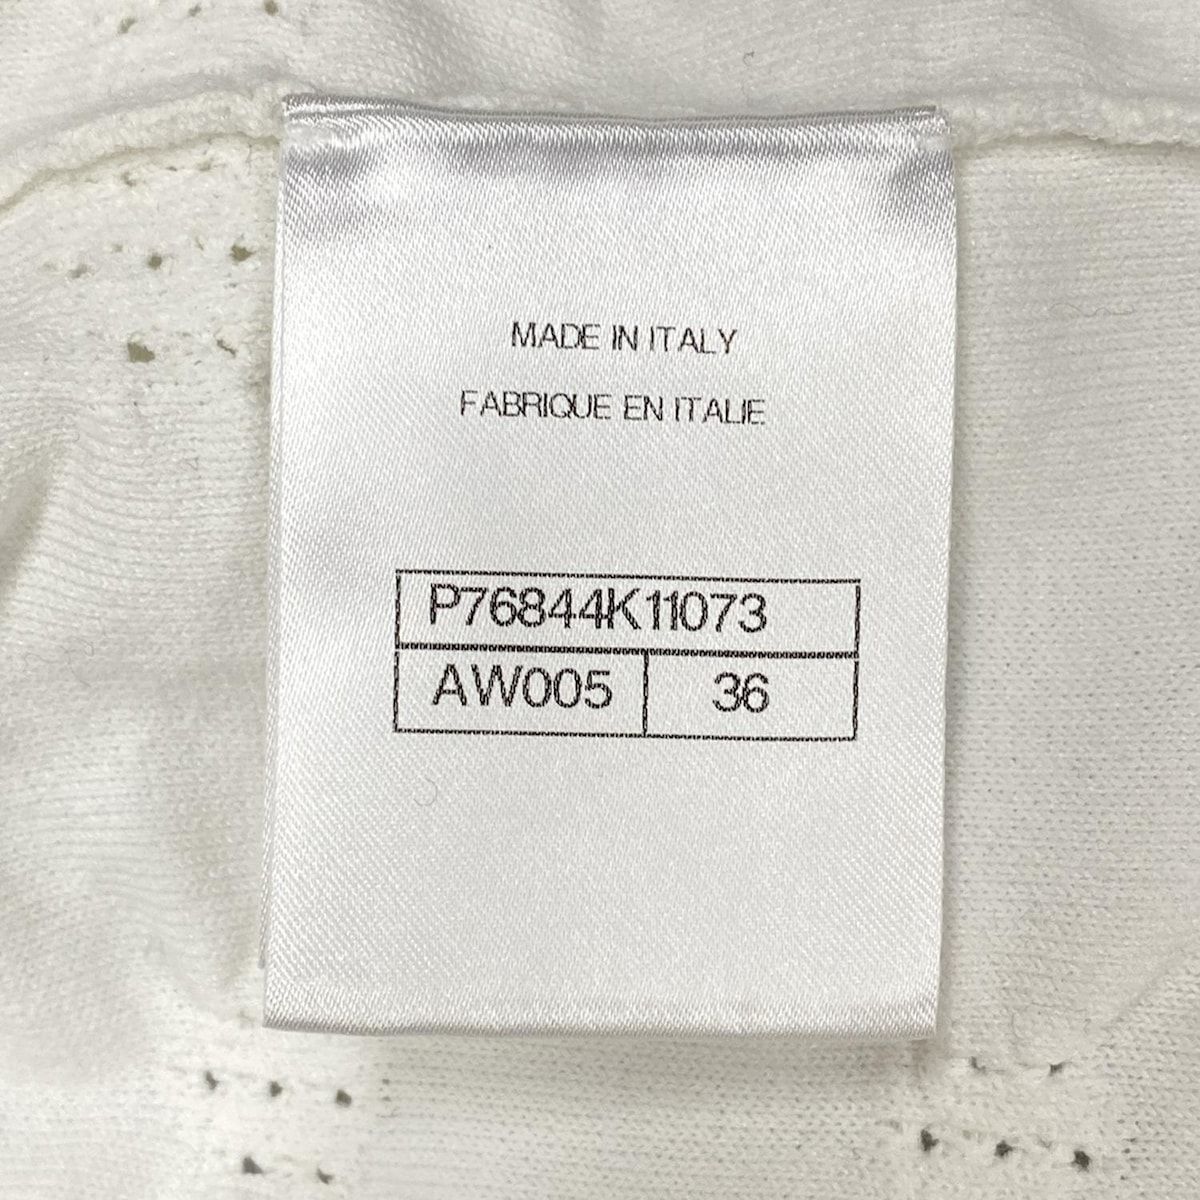 MADE IN ITALY
FABRIQUE EN ITALIE
P76844K11073
AW005 36